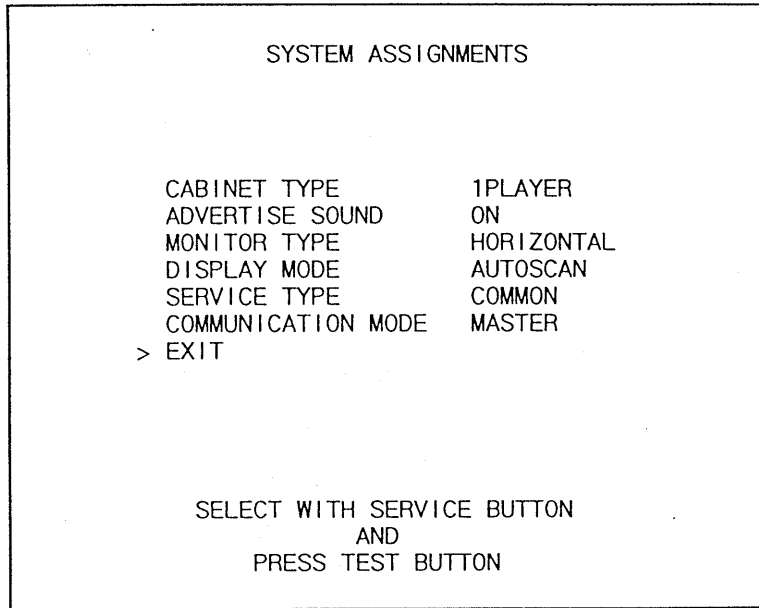 SYSTEM ASSIGNMENTS
CABINET TYPE 1PLAYER
ADVERTISE SOUND ON
MONITOR TYPE HORIZONTAL
DISPLAY MODE AUTOSCAN
SERVICE TYPE COMMON
COMMUNICATION MODE MASTER
> EXIT
SELECT WITH SERVICE BUTTON
AND
PRESS TEST BUTTON